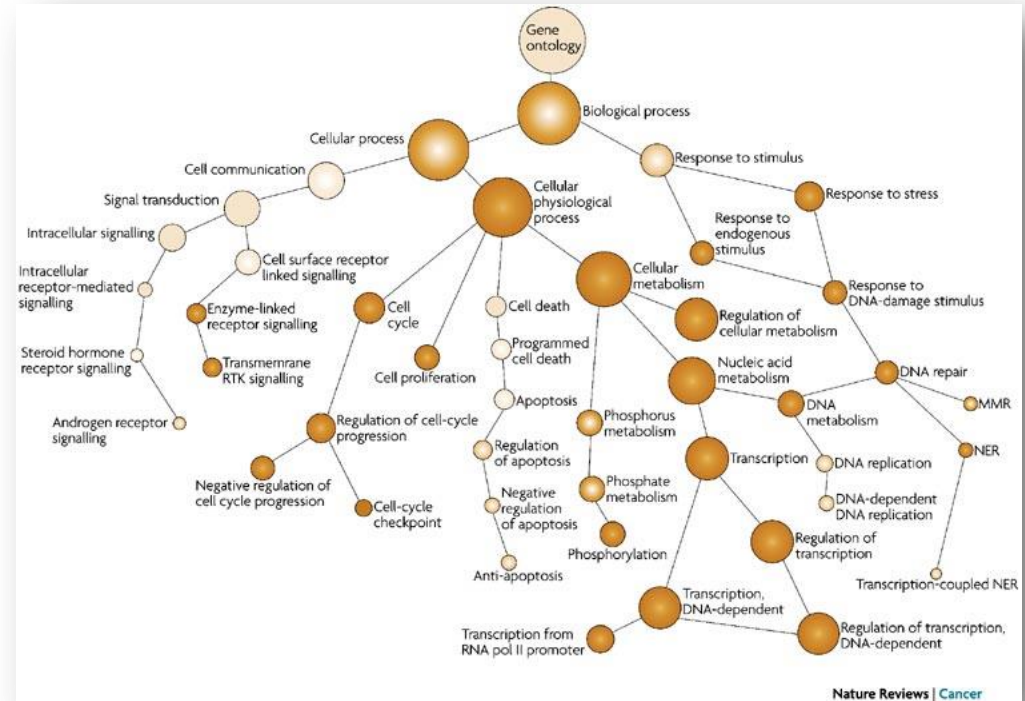 Gene
ontology
Biological process
Cellular process
Response to stimulus
Cell communication
Response to stress
Signal transduction
Cellular
physiological
process
Response to
endogenous
stimulus
Intracellular signalling
Cell surface receptor
linked signalling
Cellular
metabolism
Intracellular
receptor-mediated
signalling
Response to
DNA-damage stimulus
Enzyme-linked
receptor signalling
Cell
cycle
Cell death
Regulation of
cellular metabolism
Steroid hormone
receptor signalling
Transmemrane
RTK signalling
Cell proliferation
Programmed
cell death
Nucleic acid
metabolism
DNA repair
Apoptosis
DNA
metabolism
MMR
Androgen receptor
signalling
Regulation of cell-cycle
progression
Phosphorus
metabolism
Regulation
of apoptosis
Transcription
DNA replication
NER
Negative regulation of
cell cycle progression
Cell-cycle
checkpoint
Negative
regulation
of apoptosis
Phosphate
metabolism
DNA-dependent
DNA replication
Phosphorylation
Regulation of
transcription
Anti-apoptosis
Transcription-coupled NER
Transcription,
DNA-dependent
Transcription from
RNA pol II promoter
Regulation of transcription,
DNA-dependent
Nature Reviews | Cancer